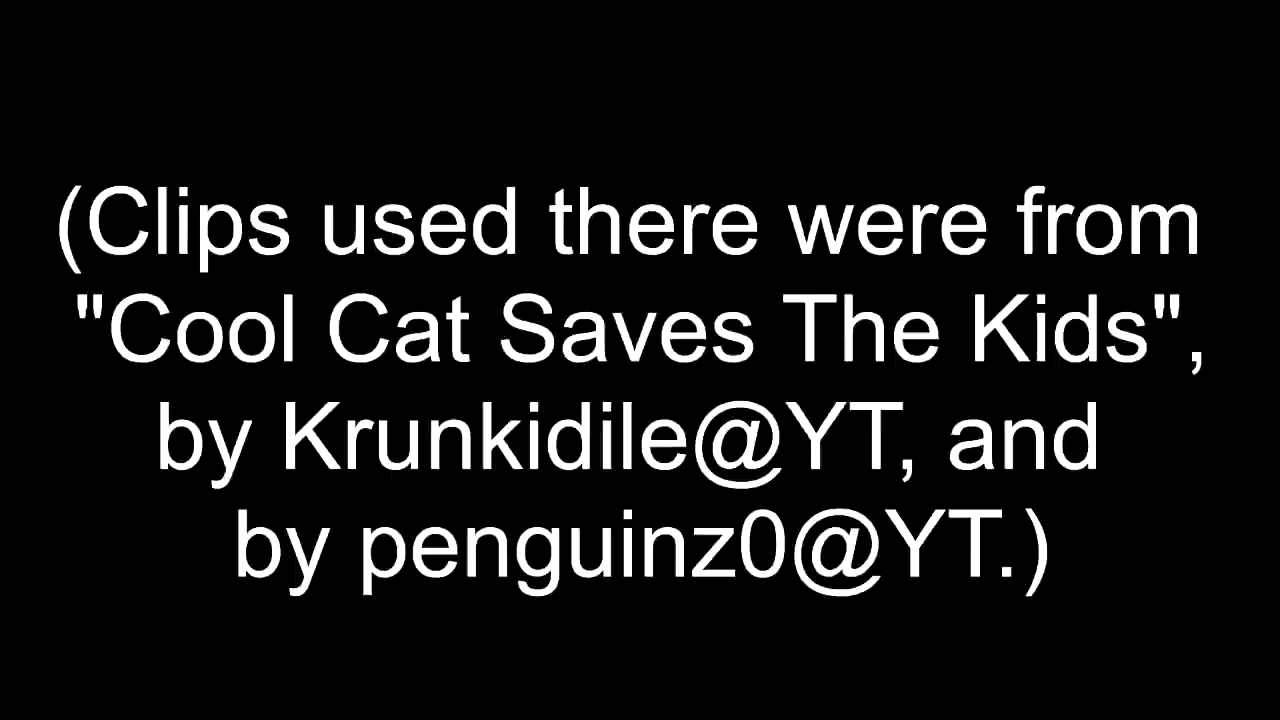 (Clips used there were from
"Cool Cat Saves The Kids",
by Krunkidile@YT, and
by penguinz0@YT.)